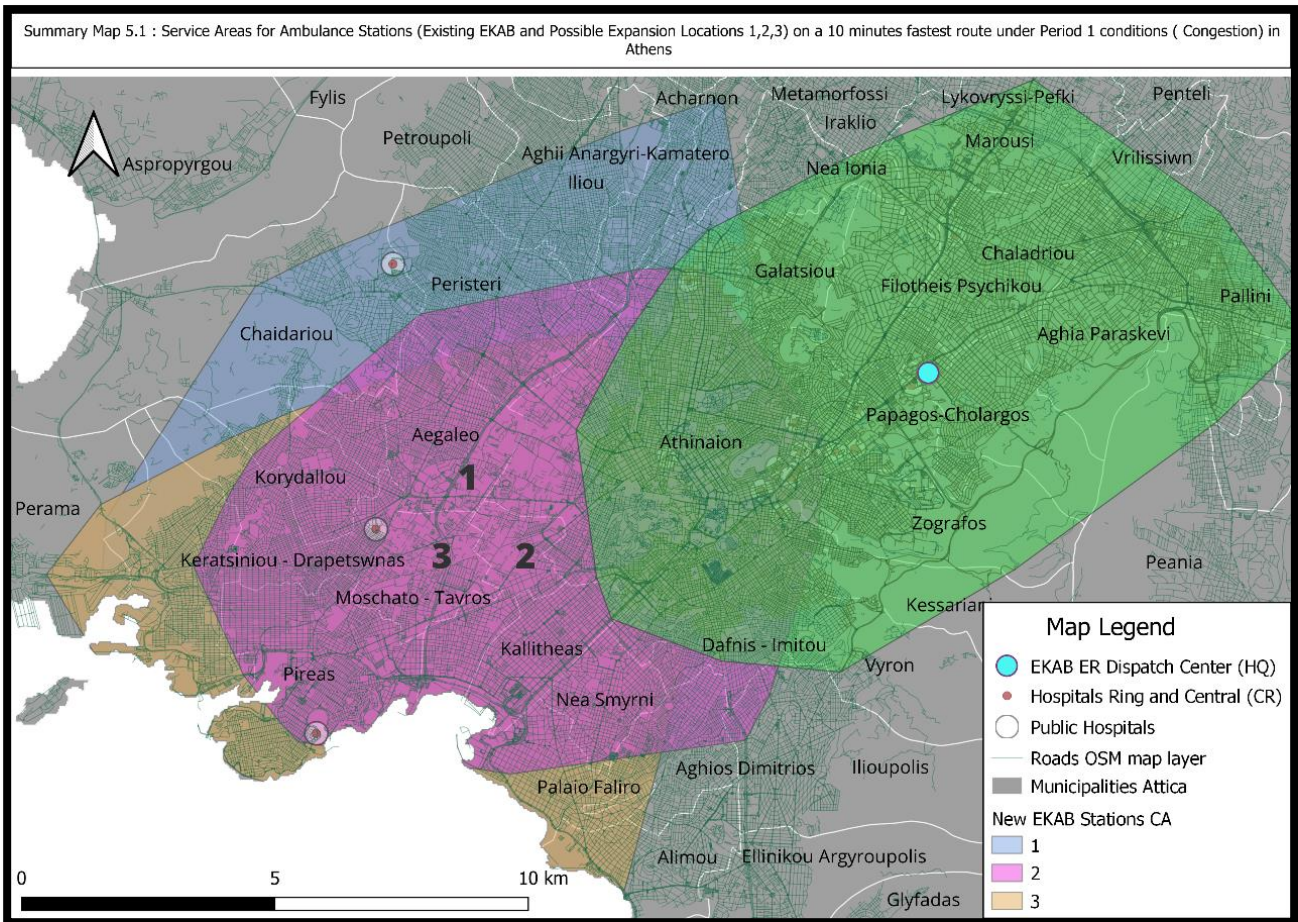 Summary Map 5.1 : Service Areas for Ambulance Stations (Existing EKAB and Possible Expansion Locations 1,2,3) on a 10 minutes fastest route under Period 1 conditions ( Congestion) in
Athens
Fylis
Acharnon
Metamorfossi
Lykovryssi-Pefki
Penteli
Iraklio
Petroupoli
Marousi
Aspropyrgou
Aghii Anargyri-Kamatero
Vrilissiwn
Iliou
Nea Ionia
Chaladriou
Galatsiou
Peristeri
Filotheis Psychikou
Pallini
Chaidariou
Aghia Paraskevi
Papagos-Cholargos
Aegaleo
Athinaion
Korydallou
1
Perama
Zografos
Keratsiniou - Drapetswnas
3
2
Peania
Moschato - Tavros
Kessariani
Kallitheas
Dafnis - Imitou
Vyron
Pireas
Nea Smyrni
Aghios Dimitrios
Ilioupolis
Palaio Faliro
Alimou
Ellinikou Argyroupolis
Glyfadas
0
5
10 km
Map Legend
EKAB ER Dispatch Center (HQ)
Hospitals Ring and Central (CR)
Public Hospitals
Roads OSM map layer
Municipalities Attica
New EKAB Stations CA
1
2
3